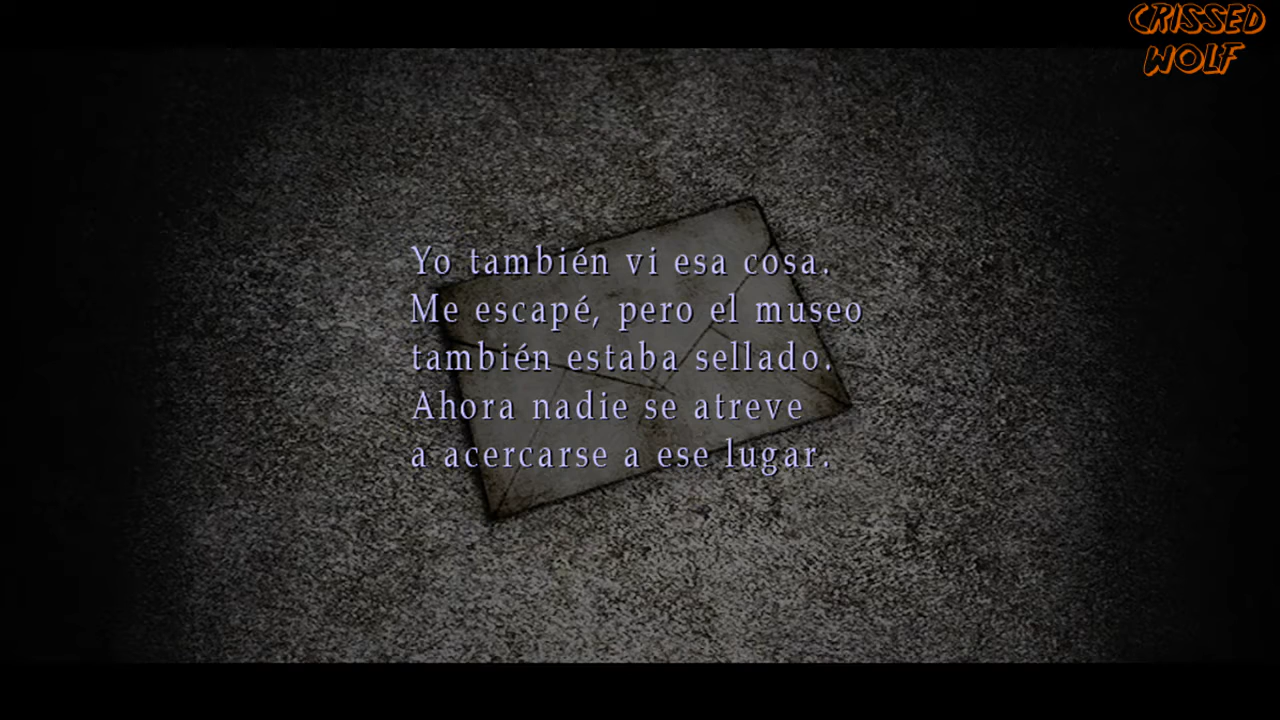 CRISSED
WOLF
Yo también vi esa cosa.
Me escapé, pero el museo
también estaba sellado.
Ahora nadie se atreve
a acercarse a ese lugar.